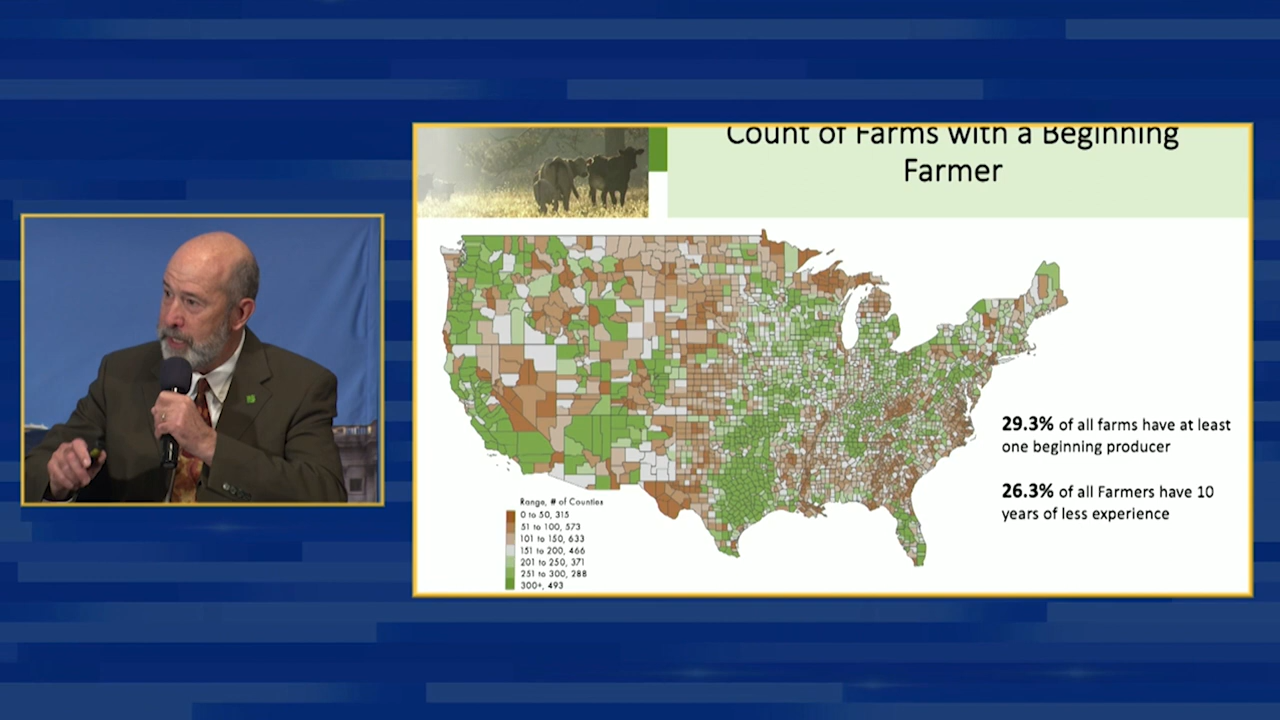 Count of Farms with a Beginning
Farmer
29.3% of all farms have at least
one beginning producer
26.3% of all Farmers have 10
years of less experience
Range, # of Counties
0 to 50, 315
51 to 100, 573
101 to 150, 633
151 to 200, 466
201 to 250, 371
251 to 300, 288
300+, 493